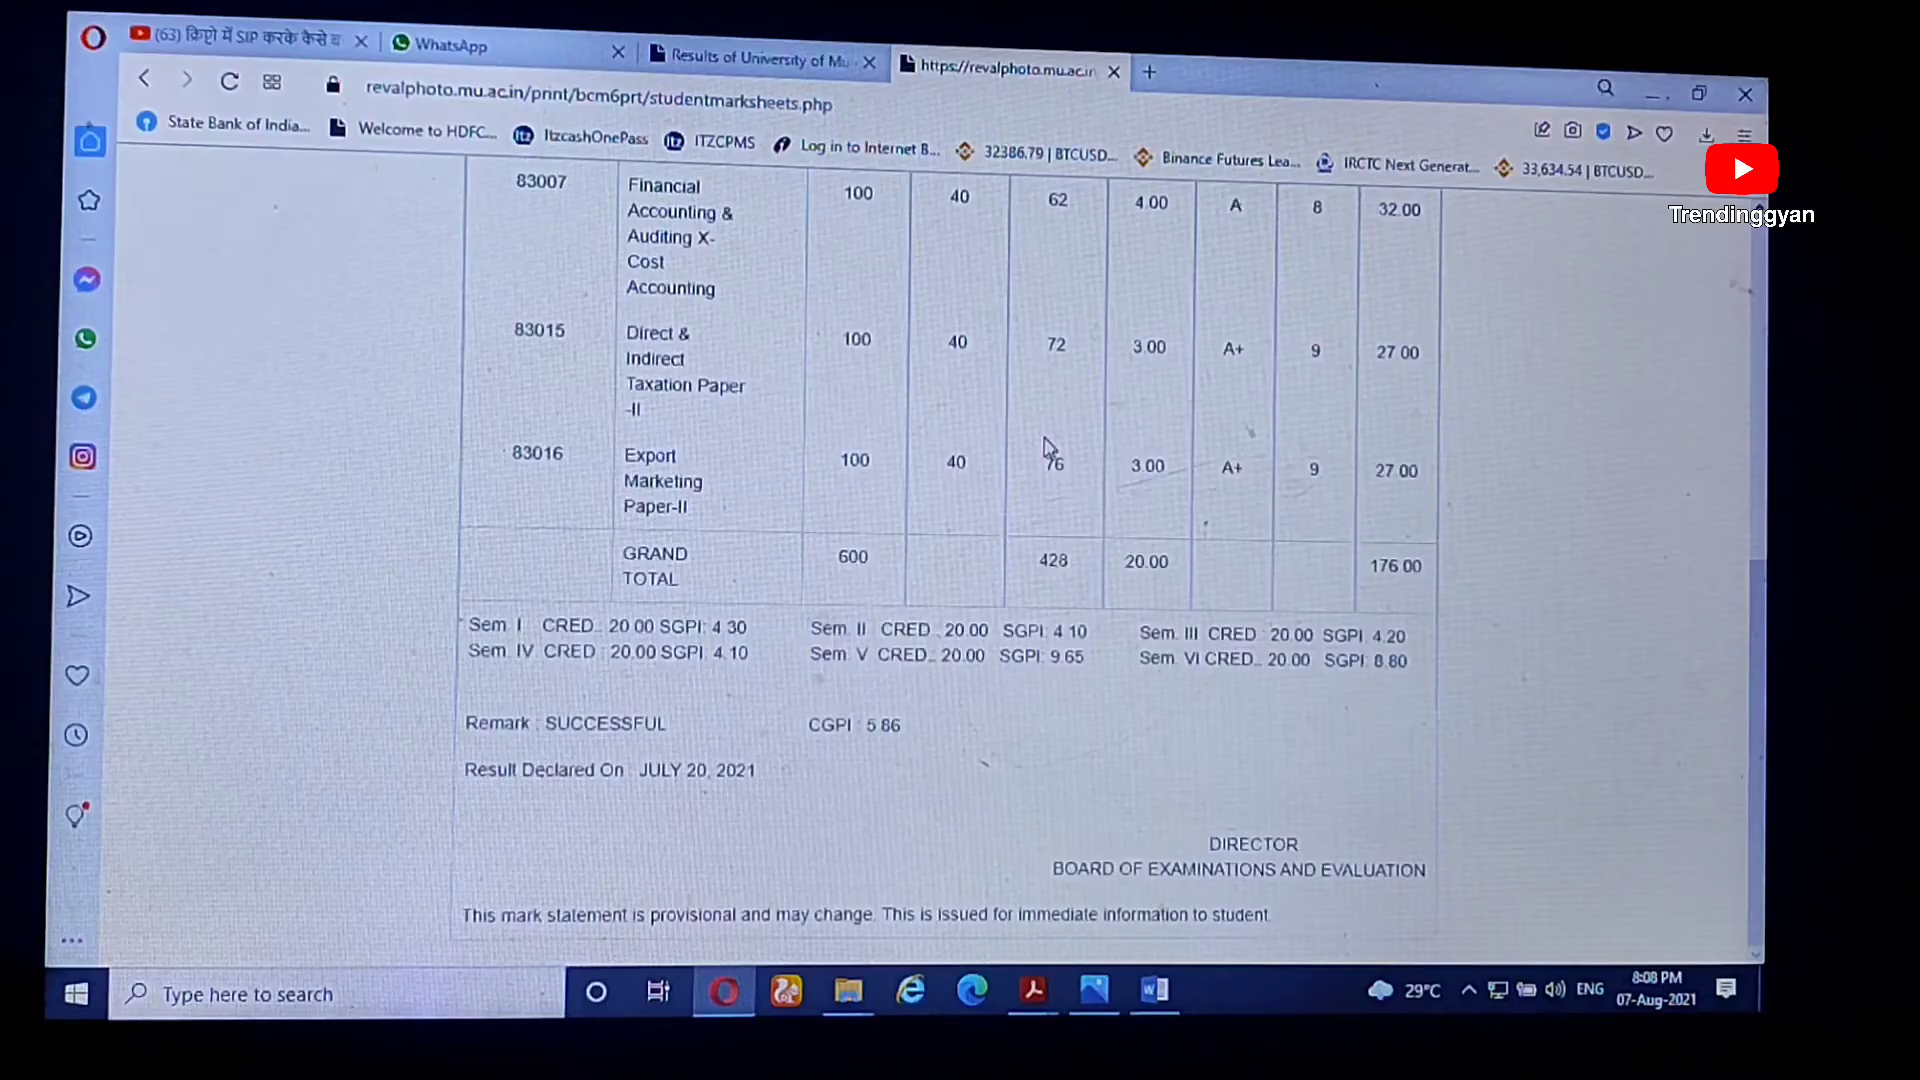 (63) क्रिप्टो में SIP करके कैसे
WhatsApp
Results of University of Mu
https://revalphoto.mu.ac.in
revalphoto.mu.ac.in/print/bcm6prt/studentmarksheets.php
State Bank of India...
Welcome to HDFC...
ItzcashOnePass
ITZCPMS
Log in to Internet B...
32386.79 | BTCUSD...
Binance Futures Lea...
IRCTC Next Generat...
33,634.54 | BTCUSD...
Trendinggyan
83007 Financial 100 40 62 4.00 A 8 32.00
Accounting &
Auditing X-
Cost
Accounting
83015 Direct & 100 40 72 3.00 A+ 9 27.00
Indirect
Taxation Paper
-II
83016 Export 100 40 76 3.00 A+ 9 27.00
Marketing
Paper-II
GRAND 600 428 20.00 176.00
TOTAL
Sem. I CRED.: 20.00 SGPI: 4.30 Sem. II CRED.: 20.00 SGPI: 4.10 Sem. III CRED.: 20.00 SGPI: 4.20
Sem. IV CRED.: 20.00 SGPI: 4.10 Sem. V CRED.: 20.00 SGPI: 9.65 Sem. VI CRED.: 20.00 SGPI: 8.80
Remark : SUCCESSFUL CGPI : 5.86
Result Declared On : JULY 20, 2021
DIRECTOR
BOARD OF EXAMINATIONS AND EVALUATION
This mark statement is provisional and may change. This is issued for immediate information to student.
Type here to search
29°C
ENG
8:08 PM
07-Aug-2021